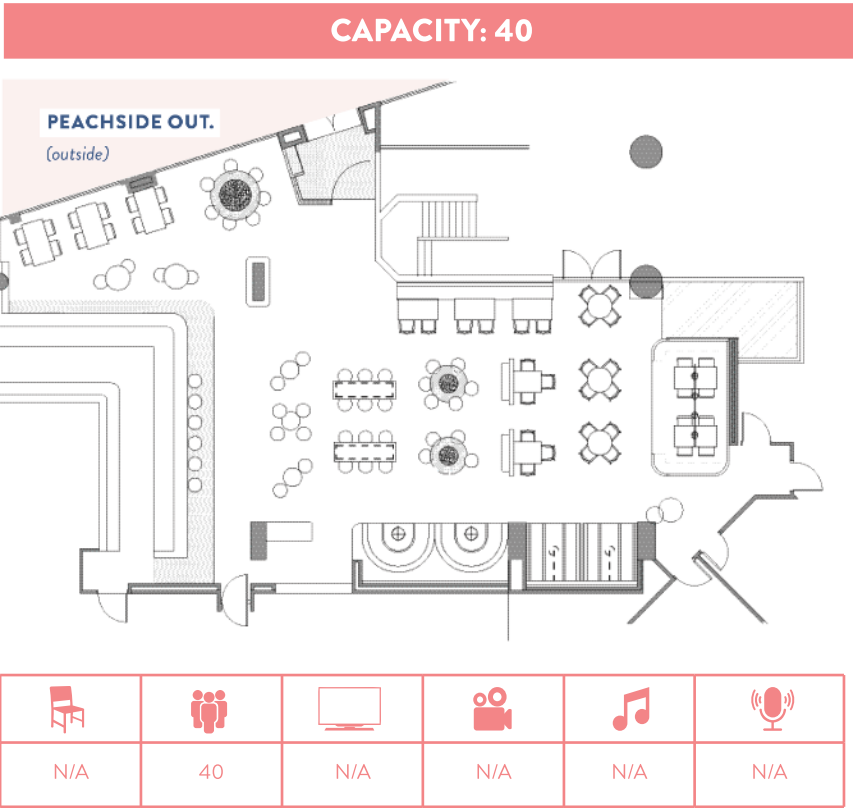 CAPACITY: 40
PEACHSIDE OUT.
(outside)
N/A
40
N/A
N/A
N/A
N/A